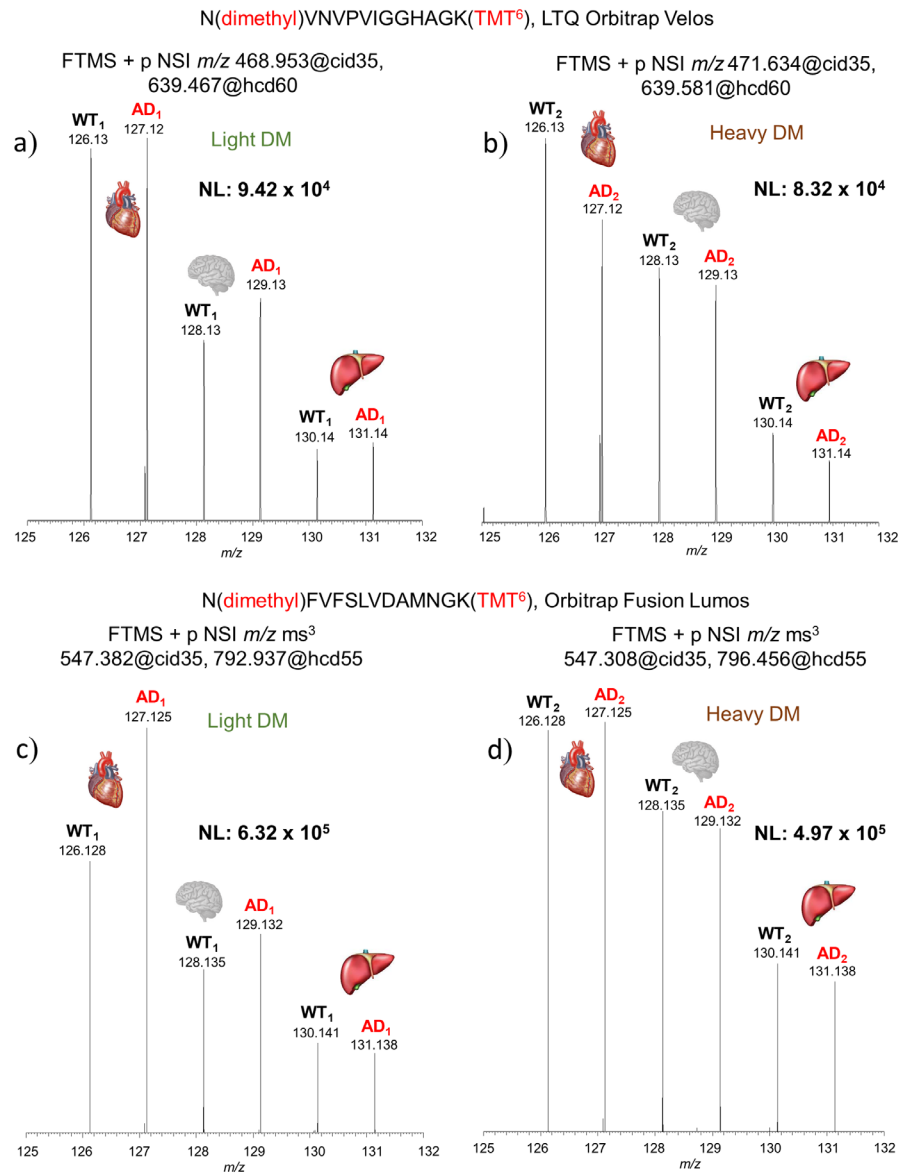 N(dimethyl)VNVPVIGGHAGK(TMT⁶), LTQ Orbitrap Velos
FTMS + p NSI m/z 468.953@cid35,
639.467@hcd60
a)
WT₁
126.13
AD₁
127.12
Light DM
NL: 9.42 x 10⁴
WT₁
128.13
AD₁
129.13
WT₁
130.14
AD₁
131.14
125 126 127 128 129 130 131 132
m/z
FTMS + p NSI m/z 471.634@cid35,
639.581@hcd60
b)
WT₂
126.13
Heavy DM
NL: 8.32 x 10⁴
AD₂
127.12
WT₂
128.13
AD₂
129.13
WT₂
130.14
AD₂
131.14
125 126 127 128 129 130 131 132
m/z
N(dimethyl)FVFSLVDAMNGK(TMT⁶), Orbitrap Fusion Lumos
FTMS + p NSI m/z ms³
547.382@cid35, 792.937@hcd55
c)
AD₁
127.125
Light DM
WT₁
126.128
NL: 6.32 x 10⁵
AD₁
129.132
WT₁
128.135
WT₁
130.141
AD₁
131.138
125 126 127 128 129 130 131 132
m/z
FTMS + p NSI m/z ms³
547.308@cid35, 796.456@hcd55
d)
WT₂
126.128
AD₂
127.125
Heavy DM
WT₂
128.135
AD₂
129.132
NL: 4.97 x 10⁵
WT₂
130.141
AD₂
131.138
125 126 127 128 129 130 131 132
m/z